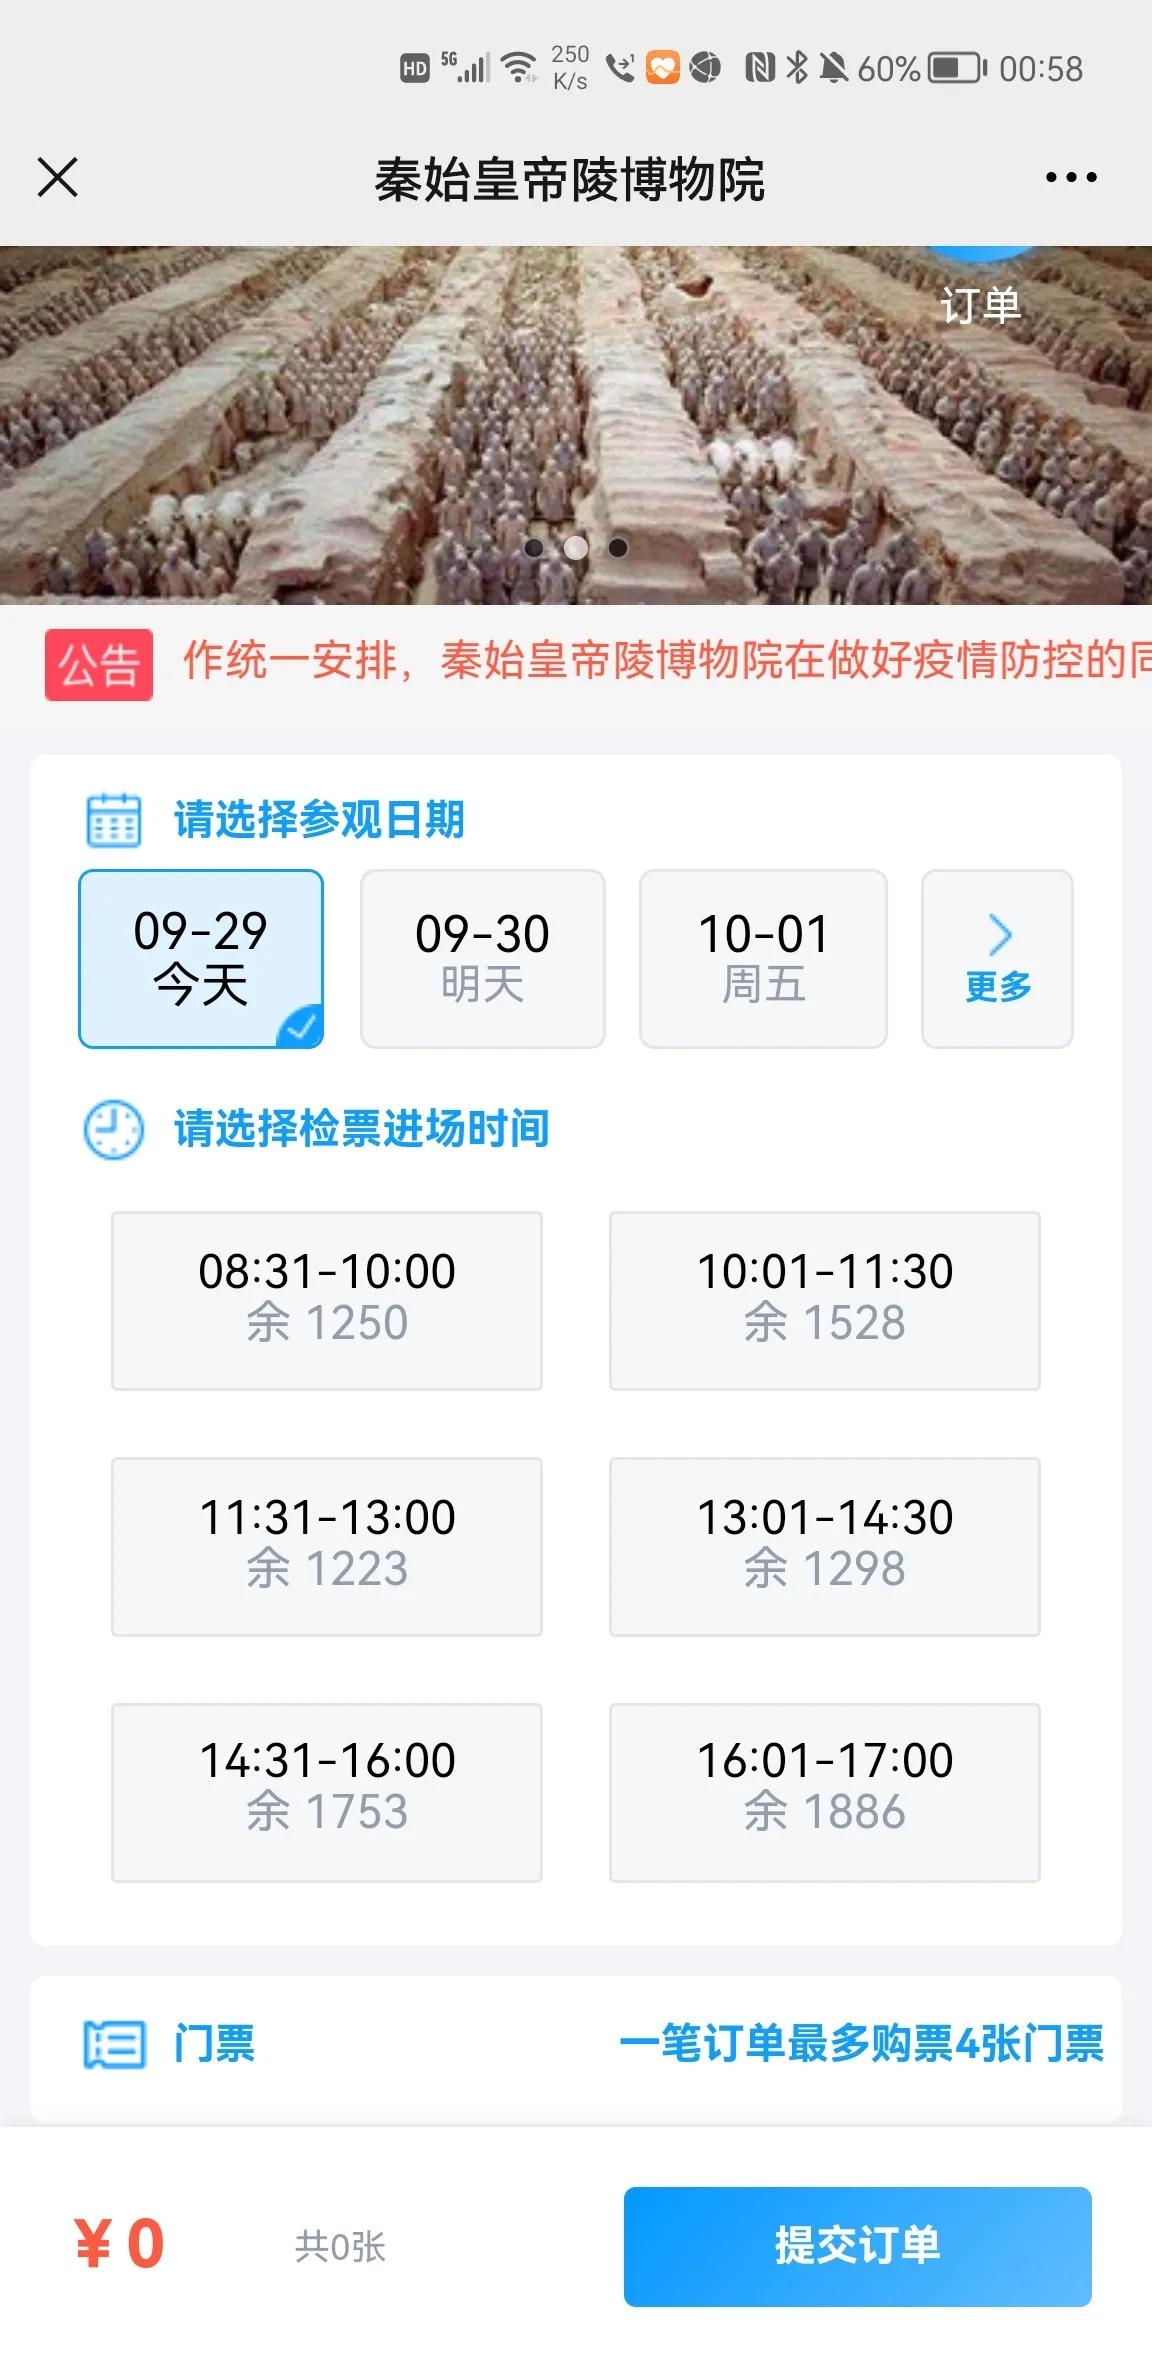 HD 5G 250 K/s 60% 00:58
秦始皇帝陵博物院
订单
公告 作统一安排，秦始皇帝陵博物院在做好疫情防控的同
请选择参观日期
09-29 09-30 10-01
今天 明天 周五 更多
请选择检票进场时间
08:31-10:00 10:01-11:30
余 1250 余 1528
11:31-13:00 13:01-14:30
余 1223 余 1298
14:31-16:00 16:01-17:00
余 1753 余 1886
门票 一笔订单最多购票4张门票
¥0 共0张 提交订单